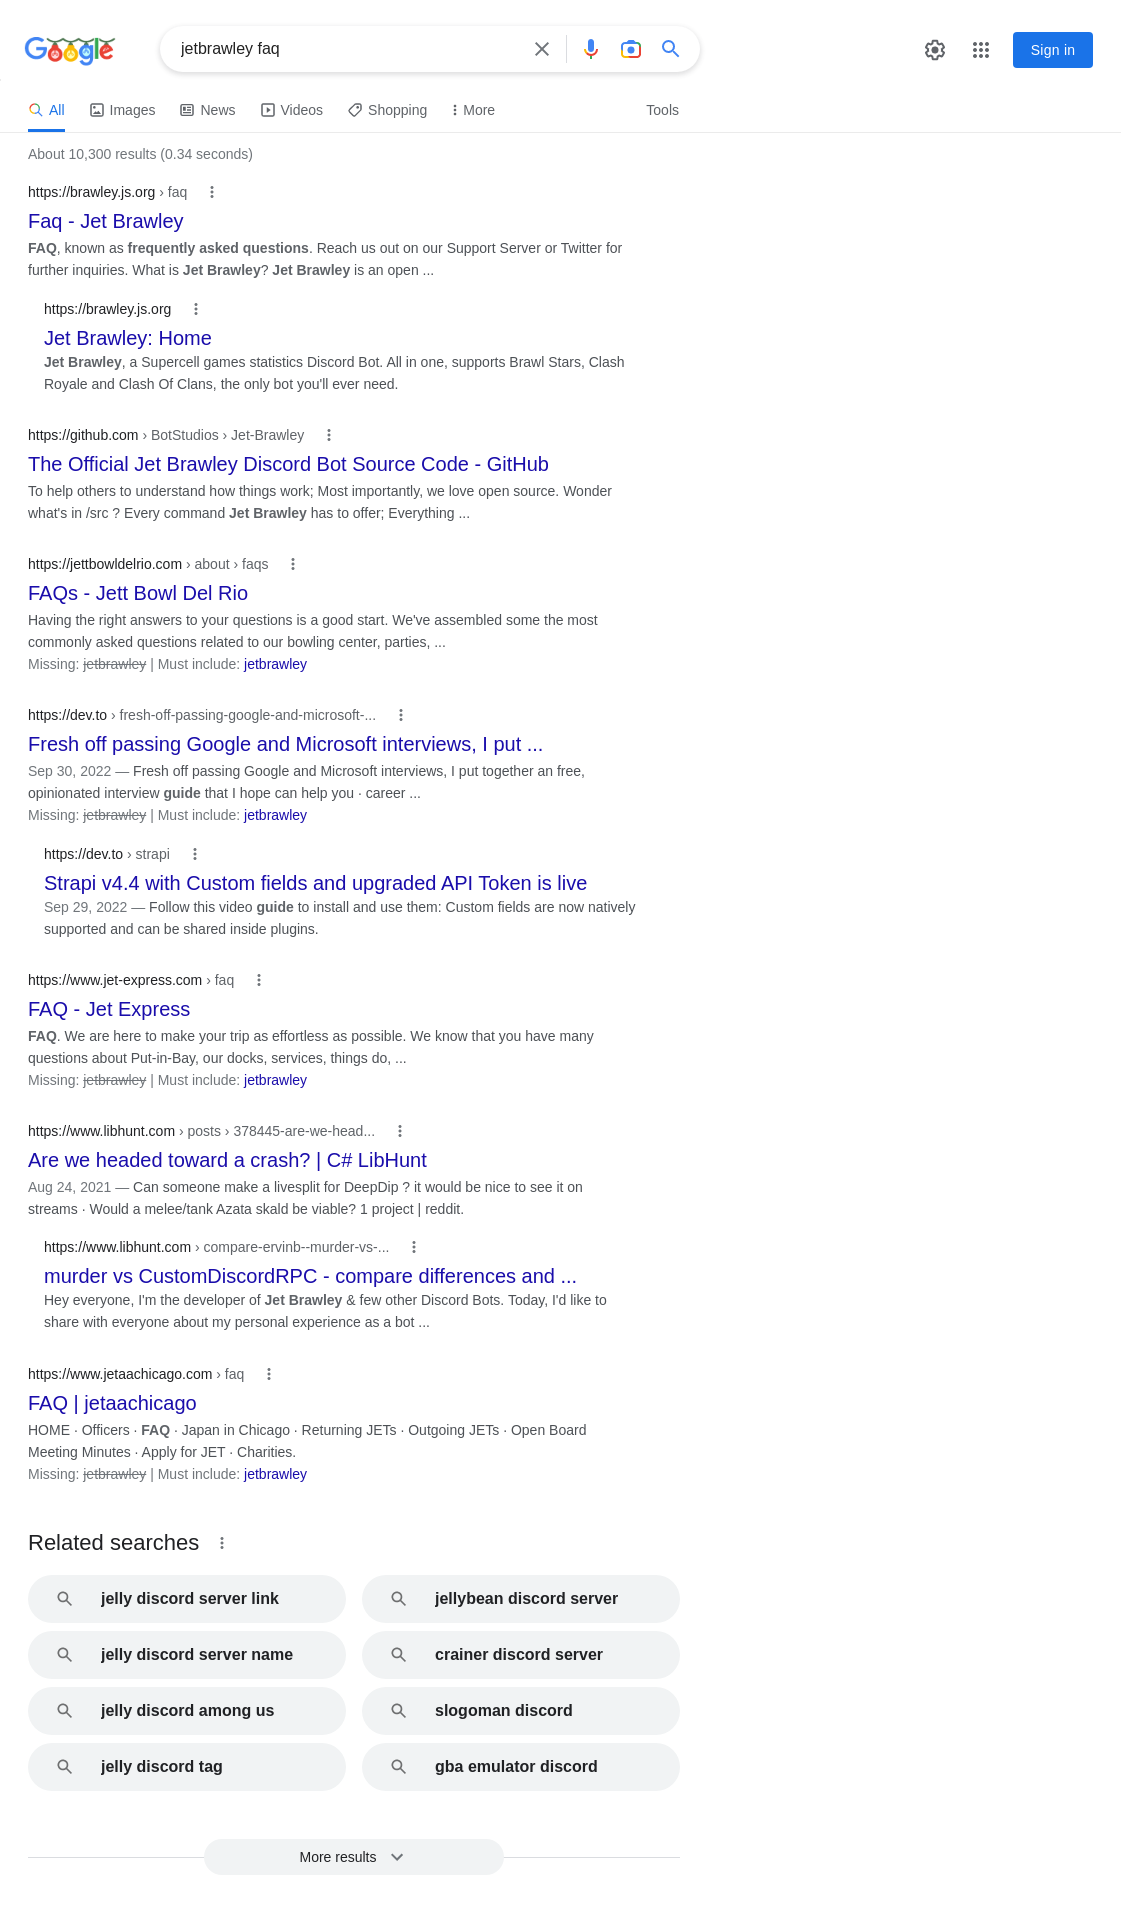 Google
jetbrawley faq
Sign in
All
Images
News
Videos
Shopping
More
Tools
About 10,300 results (0.34 seconds)
https://brawley.js.org › faq
Faq - Jet Brawley
FAQ, known as frequently asked questions. Reach us out on our Support Server or Twitter for
further inquiries. What is Jet Brawley? Jet Brawley is an open ...
https://brawley.js.org
Jet Brawley: Home
Jet Brawley, a Supercell games statistics Discord Bot. All in one, supports Brawl Stars, Clash
Royale and Clash Of Clans, the only bot you'll ever need.
https://github.com › BotStudios › Jet-Brawley
The Official Jet Brawley Discord Bot Source Code - GitHub
To help others to understand how things work; Most importantly, we love open source. Wonder
what's in /src ? Every command Jet Brawley has to offer; Everything ...
https://jettbowldelrio.com › about › faqs
FAQs - Jett Bowl Del Rio
Having the right answers to your questions is a good start. We've assembled some the most
commonly asked questions related to our bowling center, parties, ...
Missing: jetbrawley | Must include: jetbrawley
https://dev.to › fresh-off-passing-google-and-microsoft-...
Fresh off passing Google and Microsoft interviews, I put ...
Sep 30, 2022 — Fresh off passing Google and Microsoft interviews, I put together an free,
opinionated interview guide that I hope can help you · career ...
Missing: jetbrawley | Must include: jetbrawley
https://dev.to › strapi
Strapi v4.4 with Custom fields and upgraded API Token is live
Sep 29, 2022 — Follow this video guide to install and use them: Custom fields are now natively
supported and can be shared inside plugins.
https://www.jet-express.com › faq
FAQ - Jet Express
FAQ. We are here to make your trip as effortless as possible. We know that you have many
questions about Put-in-Bay, our docks, services, things do, ...
Missing: jetbrawley | Must include: jetbrawley
https://www.libhunt.com › posts › 378445-are-we-head...
Are we headed toward a crash? | C# LibHunt
Aug 24, 2021 — Can someone make a livesplit for DeepDip ? it would be nice to see it on
streams · Would a melee/tank Azata skald be viable? 1 project | reddit.
https://www.libhunt.com › compare-ervinb--murder-vs-...
murder vs CustomDiscordRPC - compare differences and ...
Hey everyone, I'm the developer of Jet Brawley & few other Discord Bots. Today, I'd like to
share with everyone about my personal experience as a bot ...
https://www.jetaachicago.com › faq
FAQ | jetaachicago
HOME · Officers · FAQ · Japan in Chicago · Returning JETs · Outgoing JETs · Open Board
Meeting Minutes · Apply for JET · Charities.
Missing: jetbrawley | Must include: jetbrawley
Related searches
jelly discord server link
jellybean discord server
jelly discord server name
crainer discord server
jelly discord among us
slogoman discord
jelly discord tag
gba emulator discord
More results